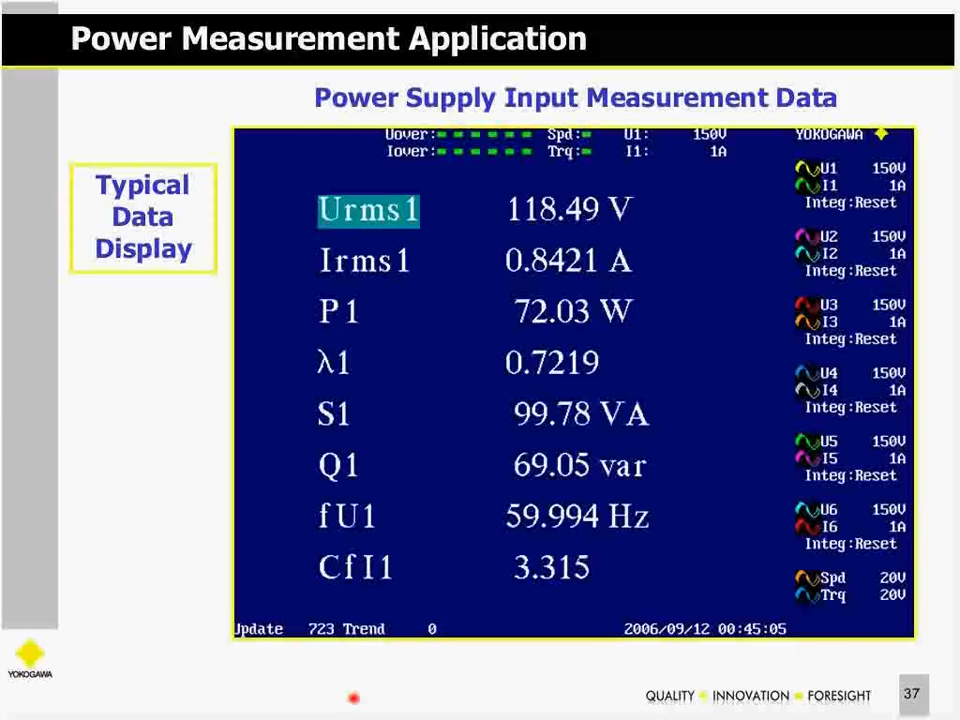 Power Measurement Application
Power Supply Input Measurement Data
Typical
Data
Display
Uover: Spd: U1: 150V YOKOGAWA
Iover: Trq: I1: 1A
Urms1 118.49 V
Irms1 0.8421 A
P1 72.03 W
λ1 0.7219
S1 99.78 VA
Q1 69.05 var
fU1 59.994 Hz
CfI1 3.315
U1 150V
I1 1A
Integ:Reset
U2 150V
I2 1A
Integ:Reset
U3 150V
I3 1A
Integ:Reset
U4 150V
I4 1A
Integ:Reset
U5 150V
I5 1A
Integ:Reset
U6 150V
I6 1A
Integ:Reset
Spd 20V
Trq 20V
Update 723 Trend 0 2006/09/12 00:45:05
YOKOGAWA
QUALITY INNOVATION FORESIGHT 37